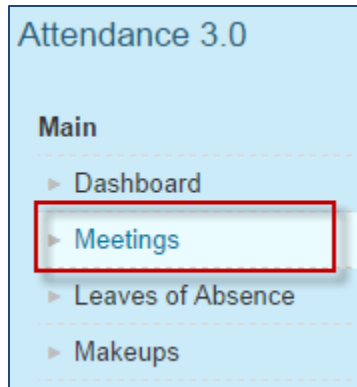 Attendance 3.0
Main
Dashboard
Meetings
Leaves of Absence
Makeups